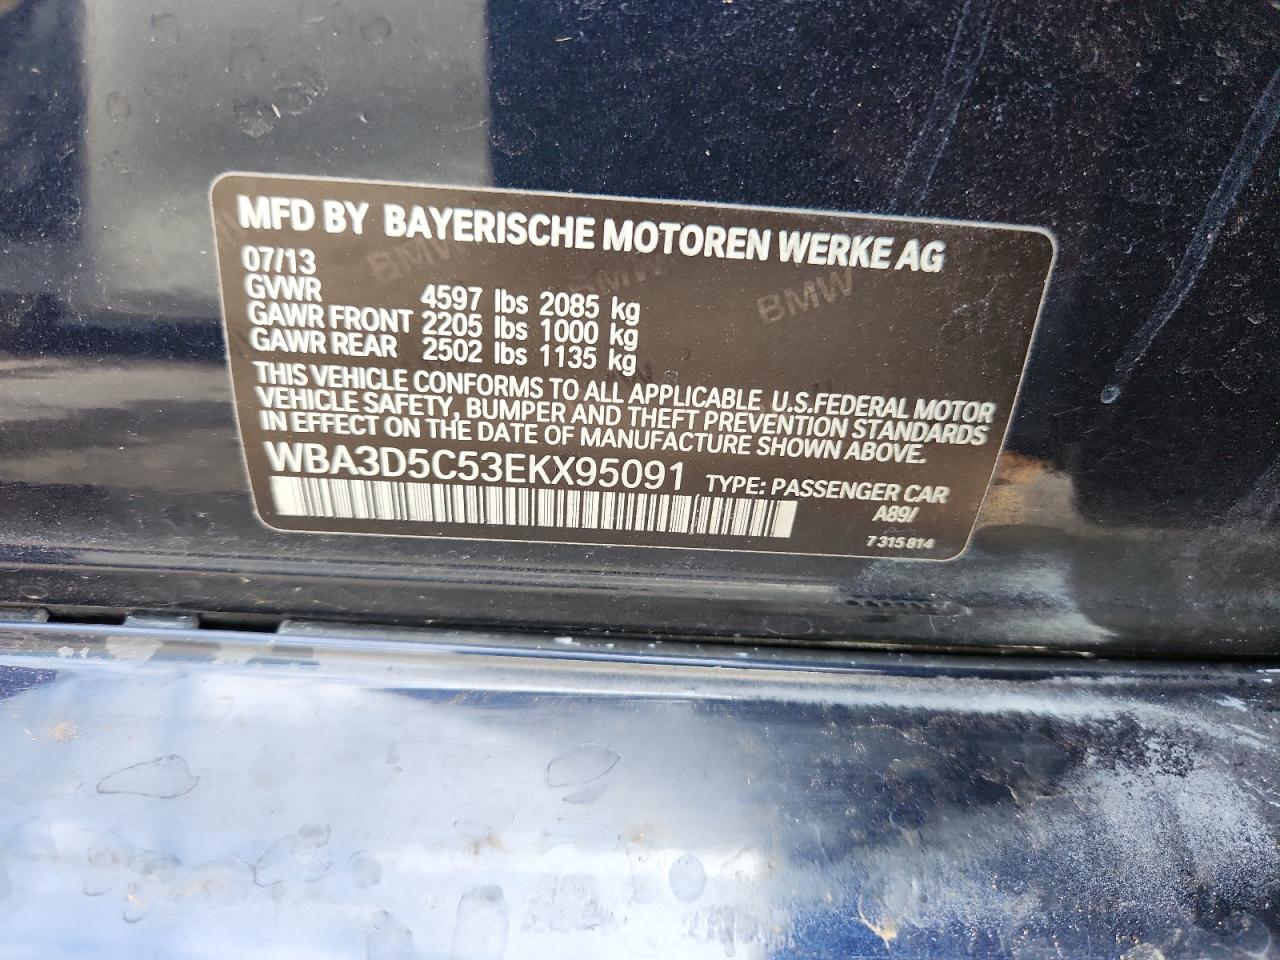 MFD BY BAYERISCHE MOTOREN WERKE AG
07/13
GVWR 4597 lbs 2085 kg
GAWR FRONT 2205 lbs 1000 kg
GAWR REAR 2502 lbs 1135 kg
THIS VEHICLE CONFORMS TO ALL APPLICABLE U.S.FEDERAL MOTOR
VEHICLE SAFETY, BUMPER AND THEFT PREVENTION STANDARDS
IN EFFECT ON THE DATE OF MANUFACTURE SHOWN ABOVE.
WBA3D5C53EKX95091 TYPE: PASSENGER CAR
A89/
7 315 814
BMW
BMW
BMW